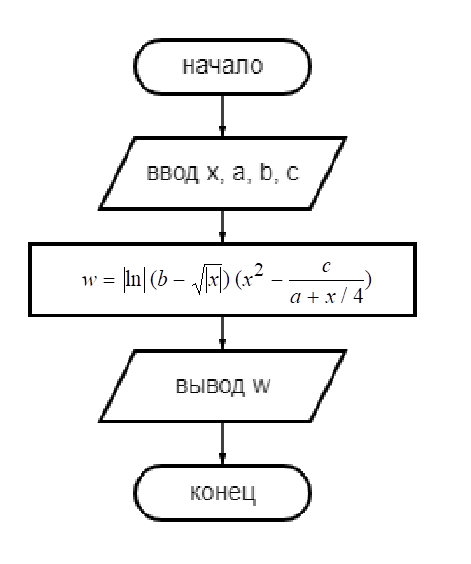 начало
ввод x, a, b, c
w = |ln| (b − √|x|) (x² − c / (a + x / 4))
вывод w
конец